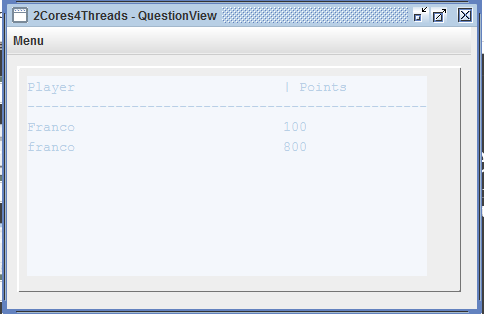 2Cores4Threads - QuestionView
Menu
Player | Points
--------------------------------------------------
Franco 100
franco 800